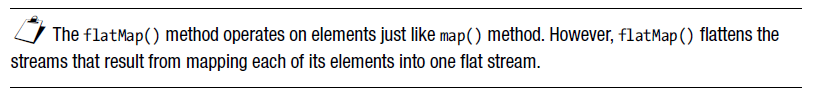 The flatMap() method operates on elements just like map() method. However, flatMap() flattens the
streams that result from mapping each of its elements into one flat stream.